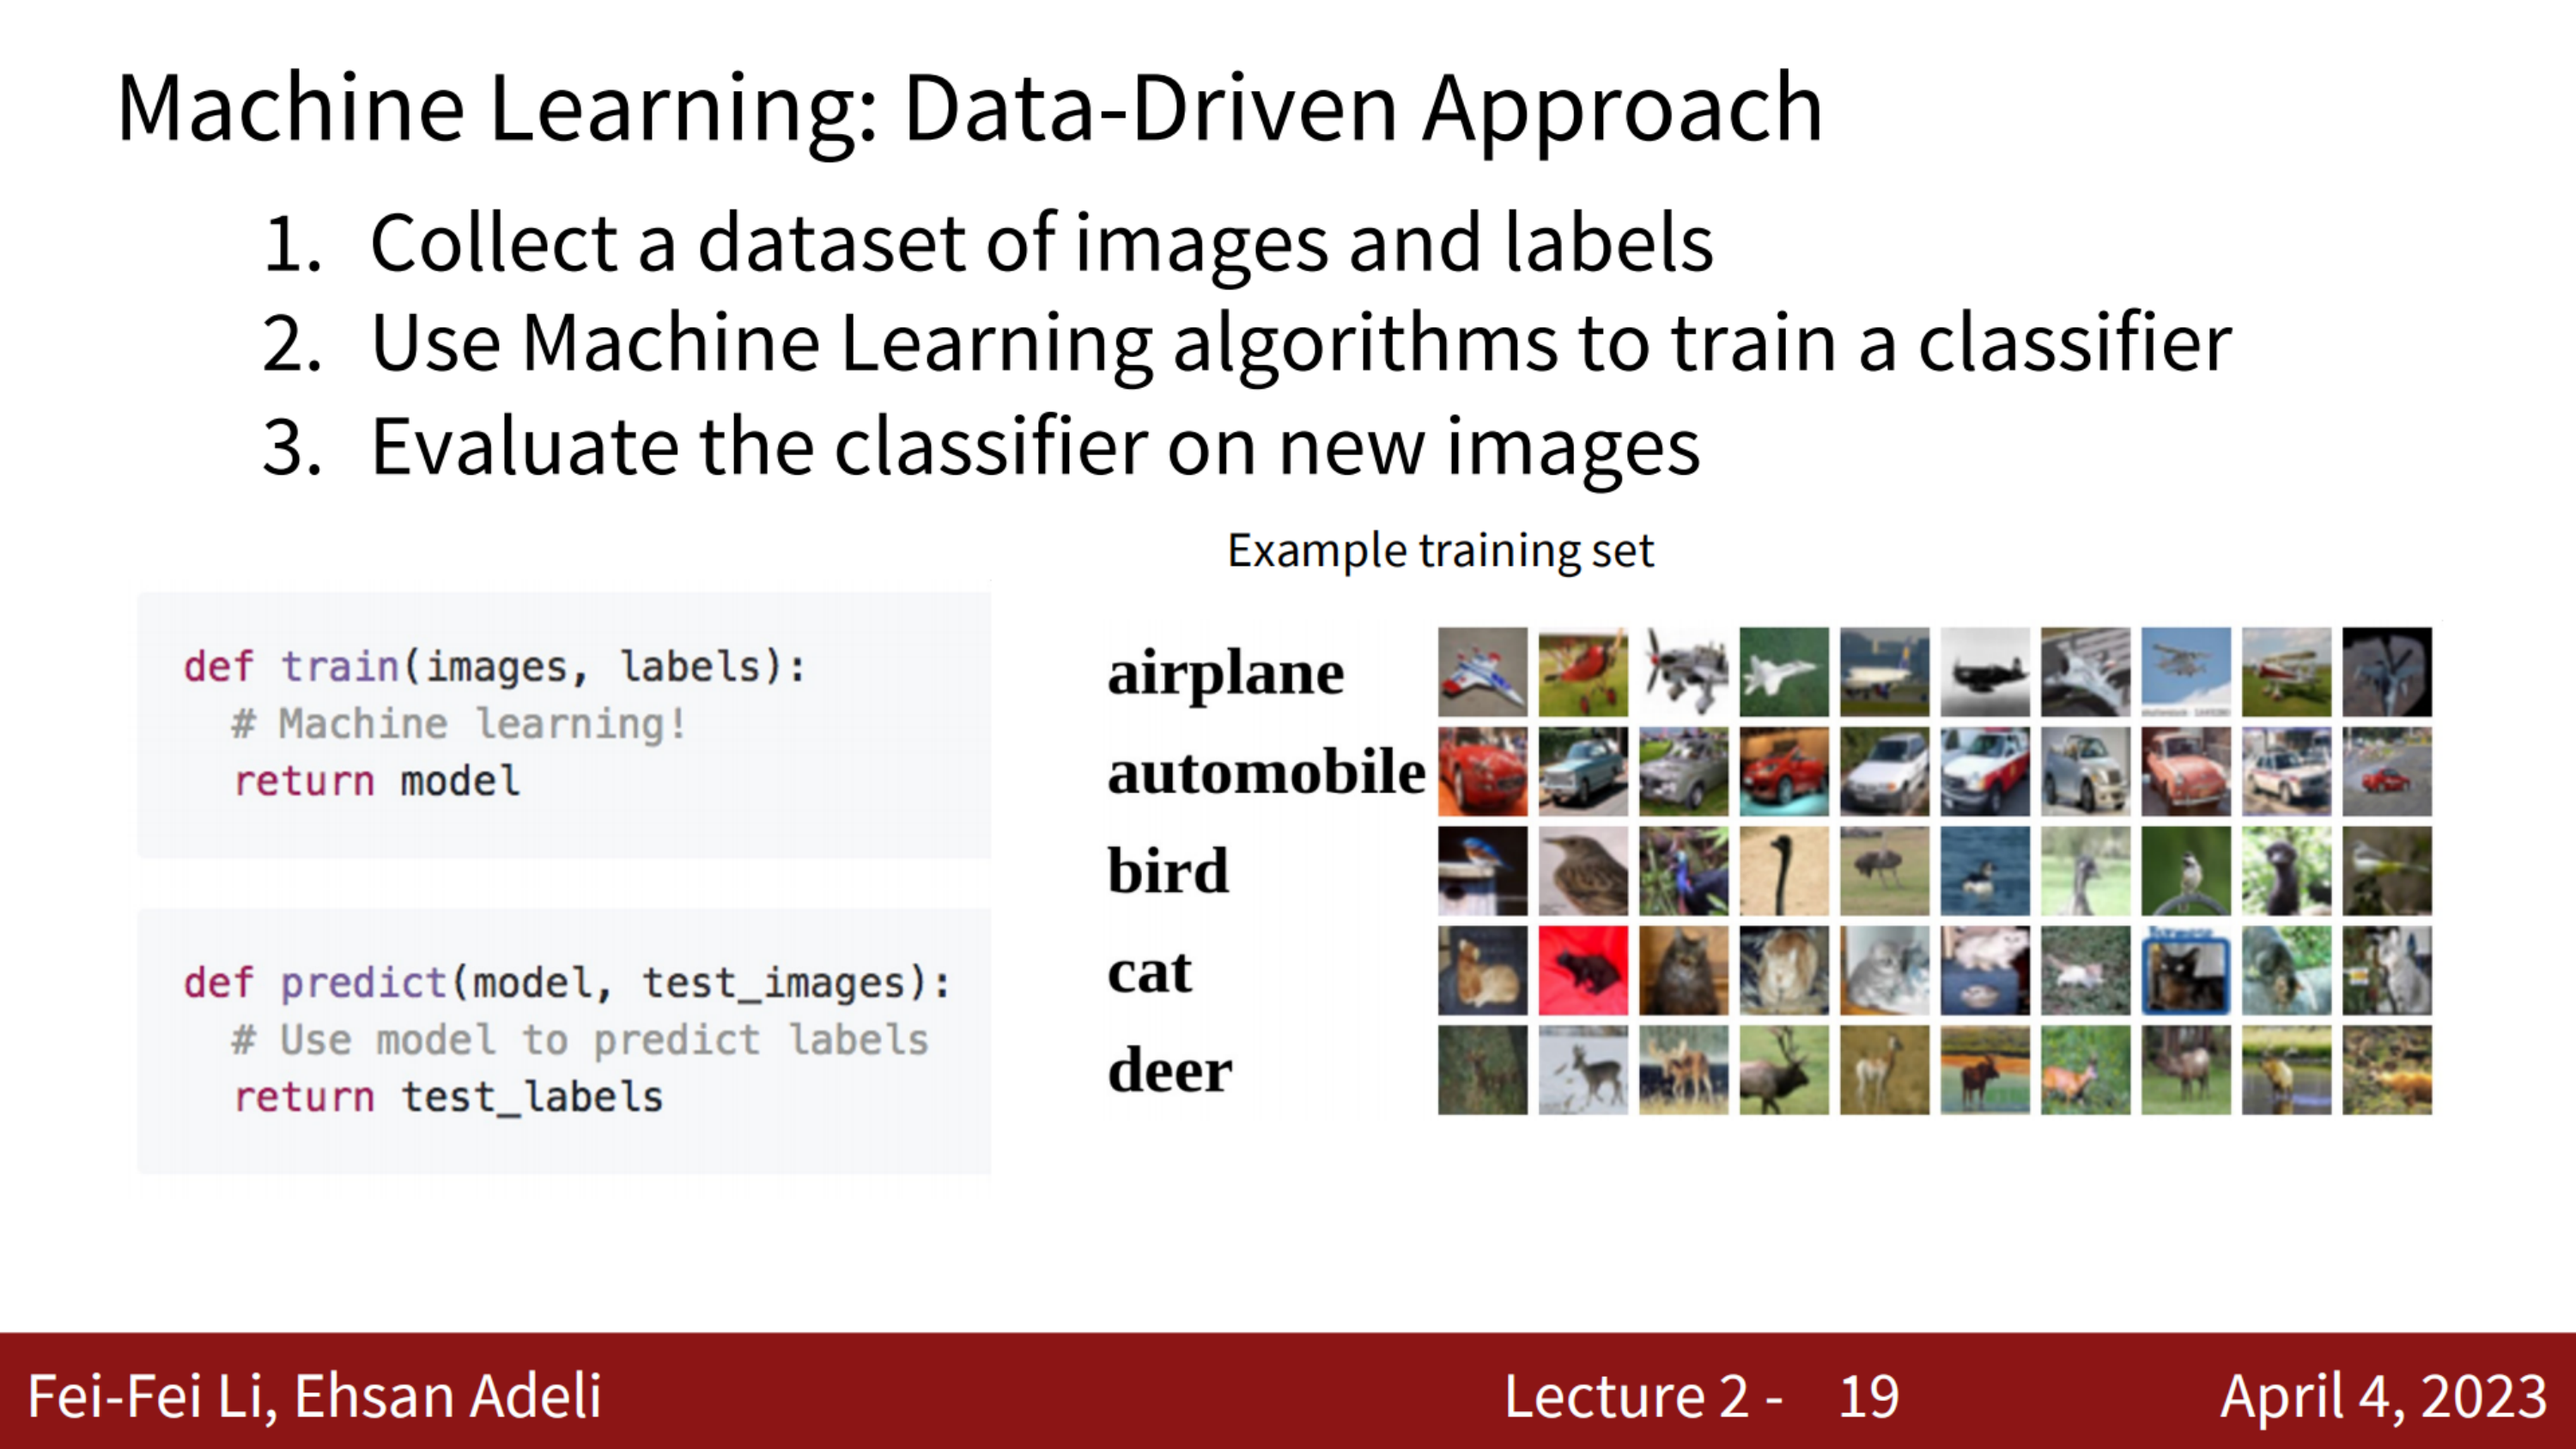 Machine Learning: Data-Driven Approach
1. Collect a dataset of images and labels
2. Use Machine Learning algorithms to train a classifier
3. Evaluate the classifier on new images
Example training set
def train(images, labels):
# Machine learning!
return model
def predict(model, test_images):
# Use model to predict labels
return test_labels
airplane
automobile
bird
cat
deer
Fei-Fei Li, Ehsan Adeli
Lecture 2 - 19
April 4, 2023